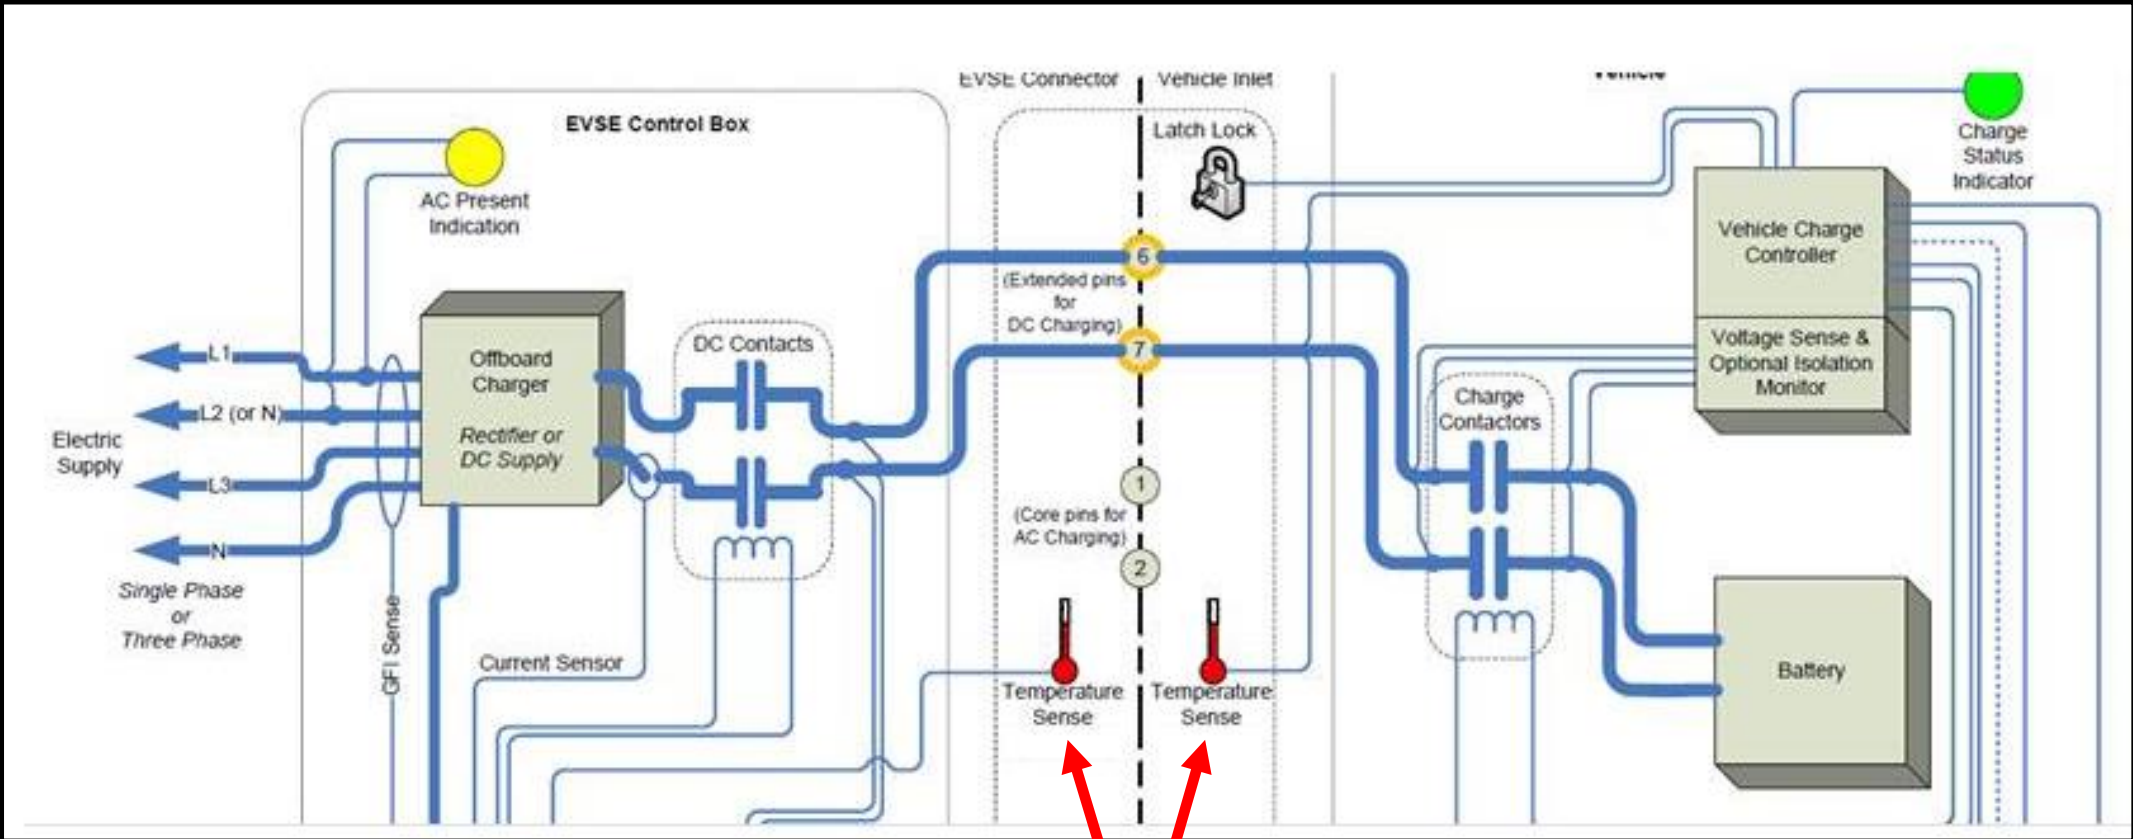 EVSE Connector
Vehicle Inlet
Vehicle
EVSE Control Box
Latch Lock
AC Present
Indication
Charge
Status
Indicator
Vehicle Charge
Controller
6
(Extended pins
for
DC Charging)
7
L1
L2 (or N)
L3
N
Electric
Supply
Single Phase
or
Three Phase
Offboard
Charger
Rectifier or
DC Supply
DC Contacts
Voltage Sense &
Optional Isolation
Monitor
Charge
Contactors
1
(Core pins for
AC Charging)
2
GFI Sense
Current Sensor
Temperature
Sense
Temperature
Sense
Battery